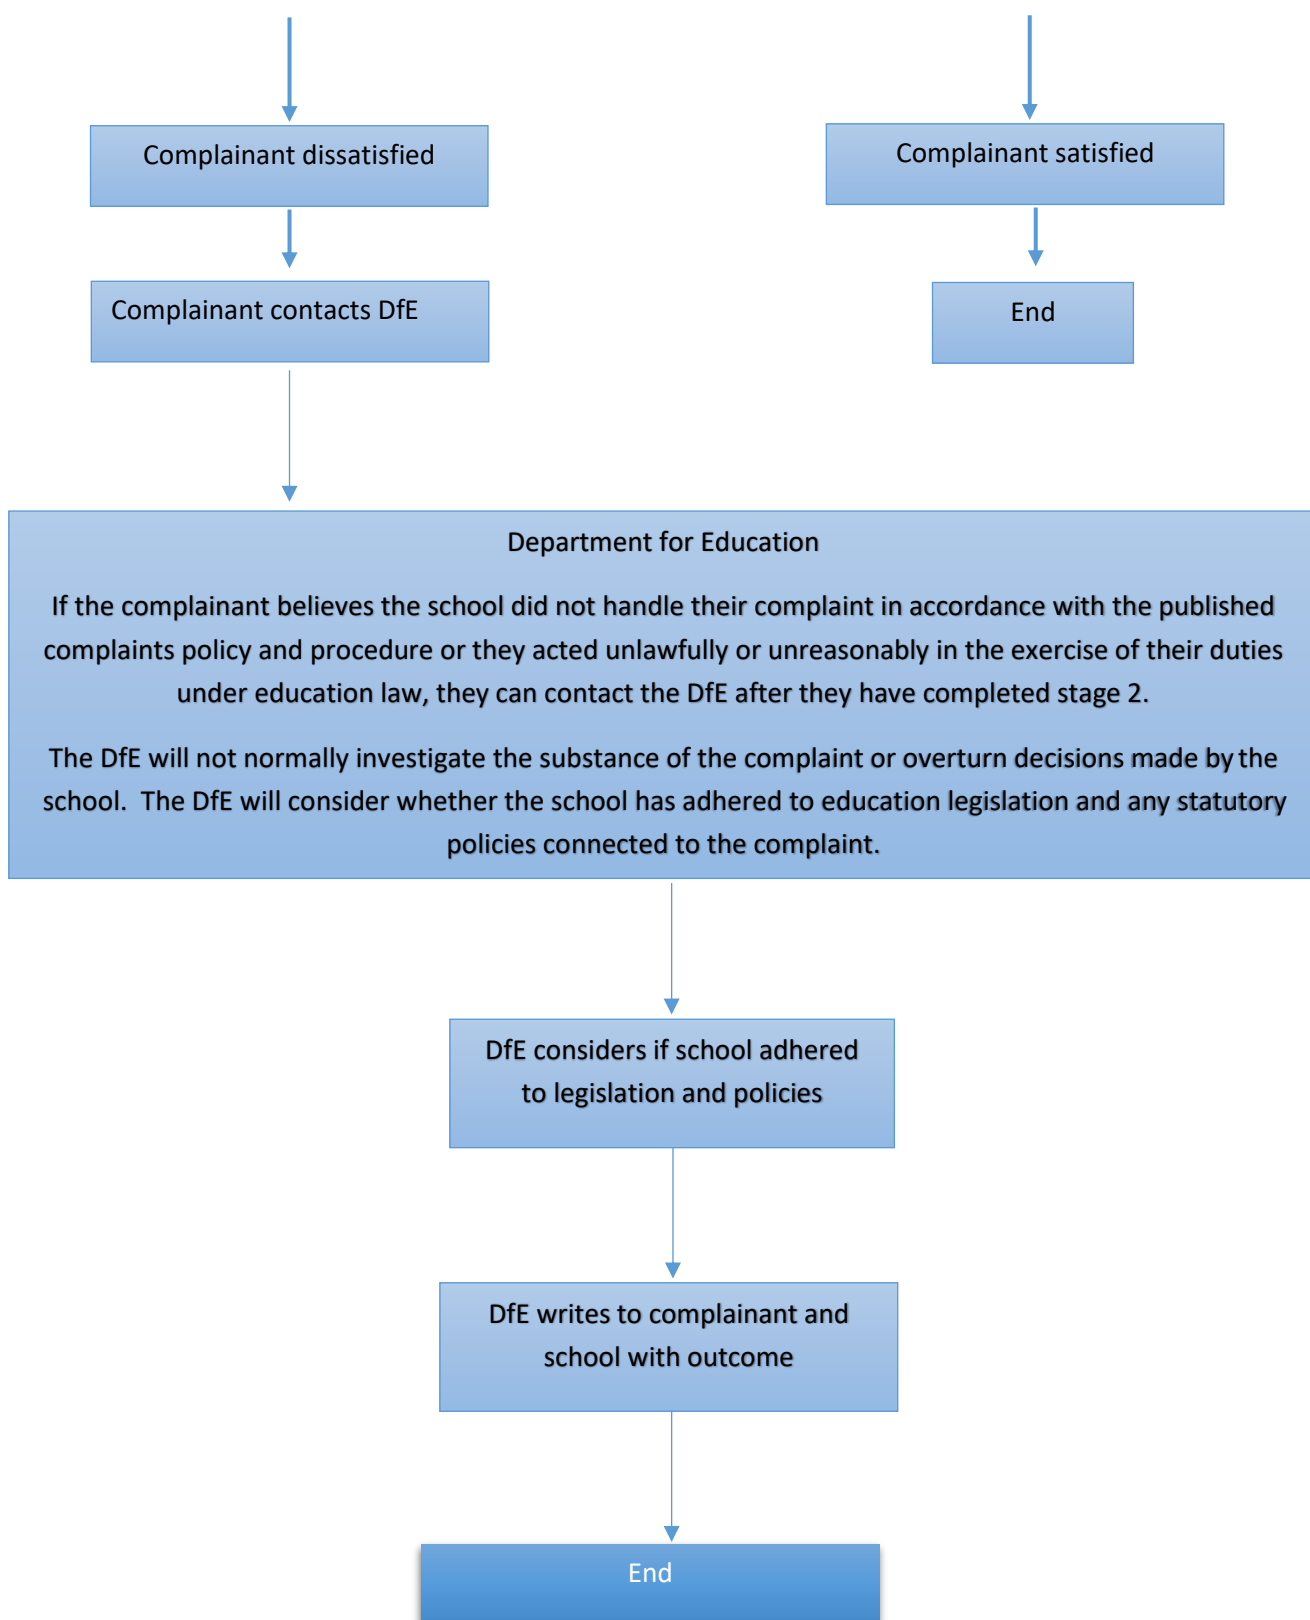 Complainant dissatisfied
Complainant satisfied
Complainant contacts DfE
End
Department for Education
If the complainant believes the school did not handle their complaint in accordance with the published
complaints policy and procedure or they acted unlawfully or unreasonably in the exercise of their duties
under education law, they can contact the DfE after they have completed stage 2.
The DfE will not normally investigate the substance of the complaint or overturn decisions made by the
school.  The DfE will consider whether the school has adhered to education legislation and any statutory
policies connected to the complaint.
DfE considers if school adhered
to legislation and policies
DfE writes to complainant and
school with outcome
End